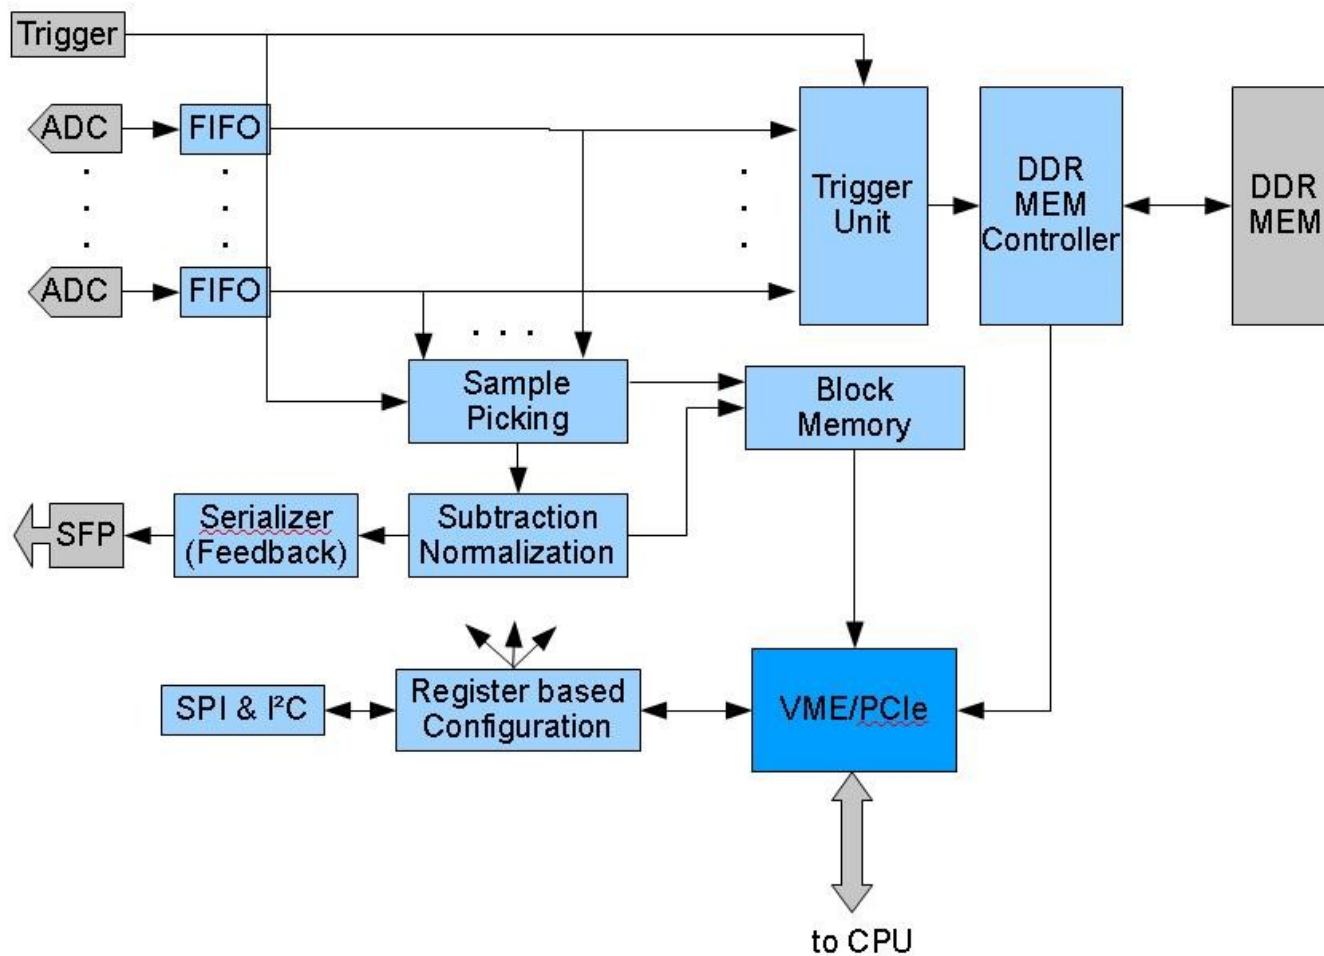 Trigger
ADC
FIFO
Trigger
Unit
DDR
MEM
Controller
DDR
MEM
ADC
FIFO
Sample
Picking
Block
Memory
SFP
Serializer
(Feedback)
Subtraction
Normalization
SPI & I²C
Register based
Configuration
VME/PCIe
to CPU